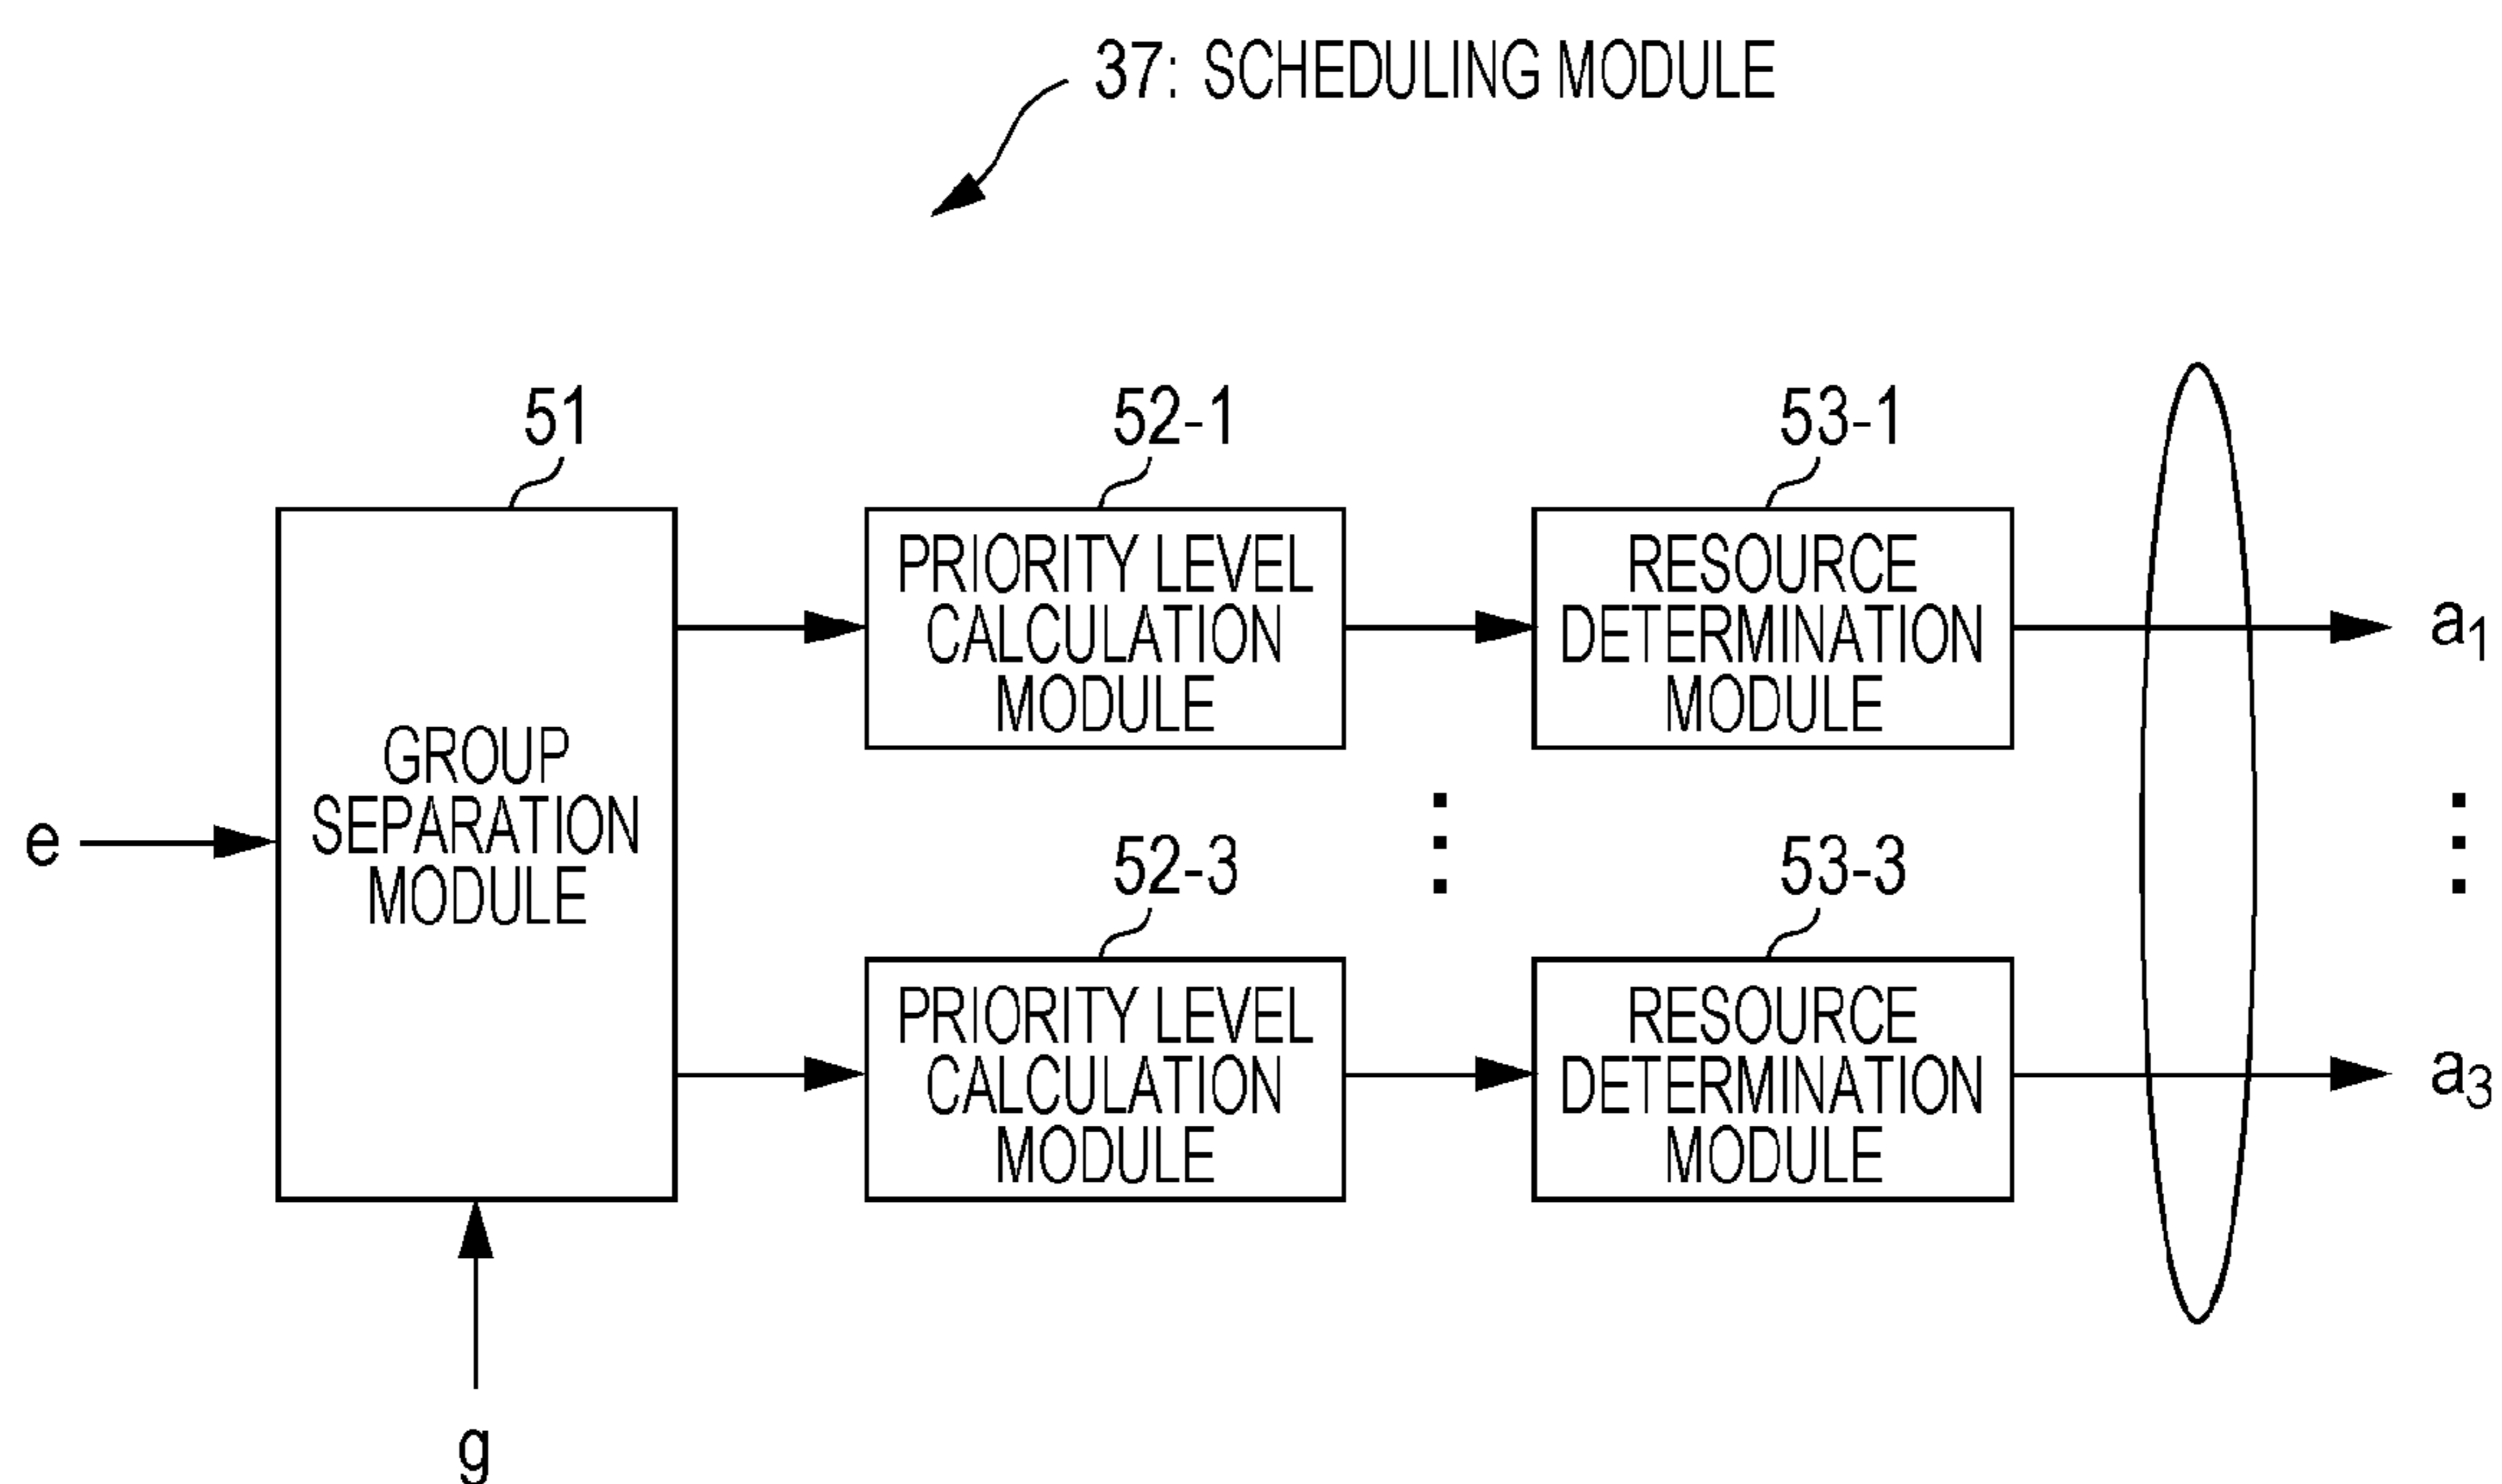 37: SCHEDULING MODULE
51
52-1
53-1
GROUP
SEPARATION
MODULE
PRIORITY LEVEL
CALCULATION
MODULE
RESOURCE
DETERMINATION
MODULE
a1
e
52-3
53-3
PRIORITY LEVEL
CALCULATION
MODULE
RESOURCE
DETERMINATION
MODULE
a3
g